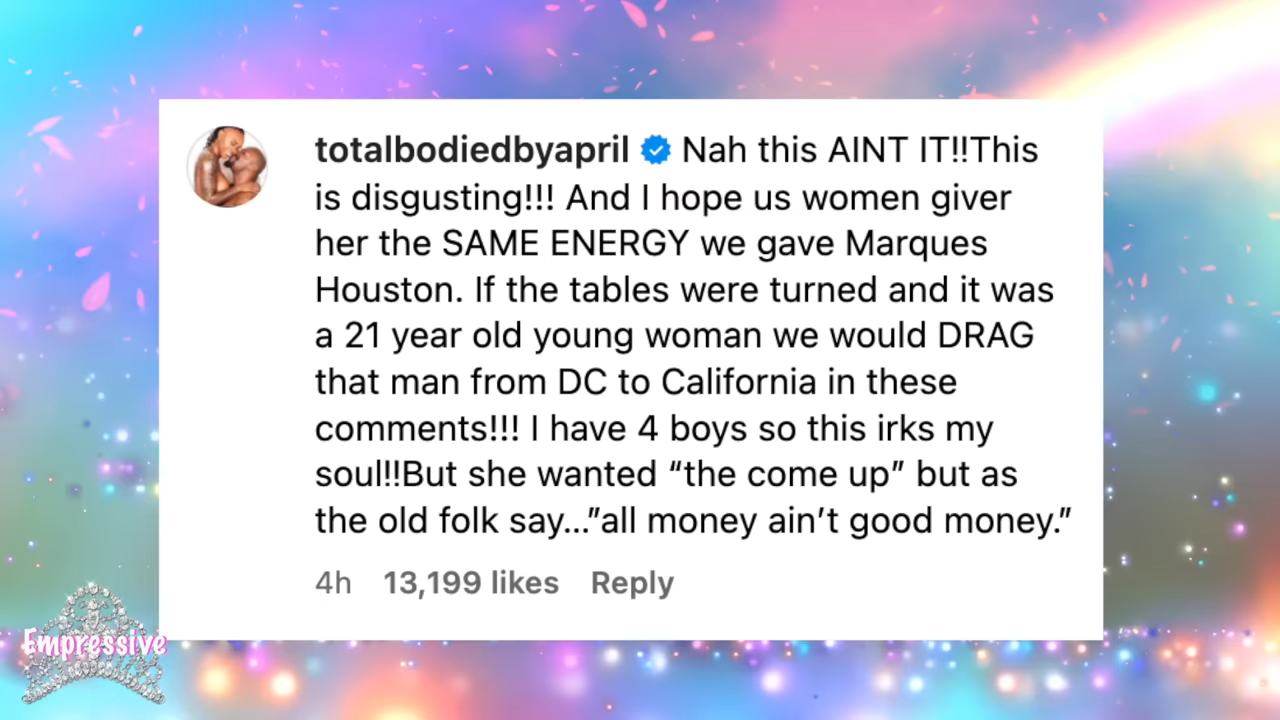 totalbodiedbyapril Nah this AINT IT!!This
is disgusting!!! And I hope us women giver
her the SAME ENERGY we gave Marques
Houston. If the tables were turned and it was
a 21 year old young woman we would DRAG
that man from DC to California in these
comments!!! I have 4 boys so this irks my
soul!!But she wanted “the come up” but as
the old folk say...”all money ain’t good money.”
4h 13,199 likes Reply
Empressive